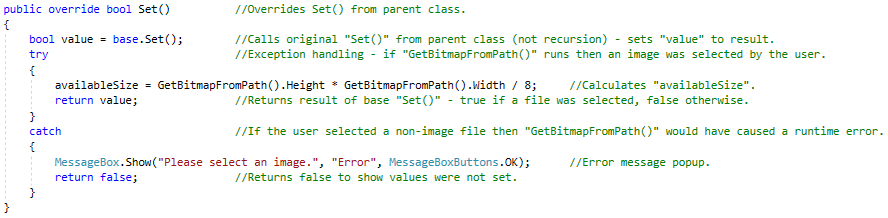 public override bool Set()          //Overrides Set() from parent class.
{
    bool value = base.Set();        //Calls original "Set()" from parent class (not recursion) - sets "value" to result.
    try                             //Exception handling - if "GetBitmapFromPath()" runs then an image was selected by the user.
    {
        availableSize = GetBitmapFromPath().Height * GetBitmapFromPath().Width / 8;     //Calculates "availableSize".
        return value;               //Returns result of base "Set()" - true if a file was selected, false otherwise.
    }
    catch                           //If the user selected a non-image file then "GetBitmapFromPath()" would have caused a runtime error.
    {
        MessageBox.Show("Please select an image.", "Error", MessageBoxButtons.OK);      //Error message popup.
        return false;               //Returns false to show values were not set.
    }
}